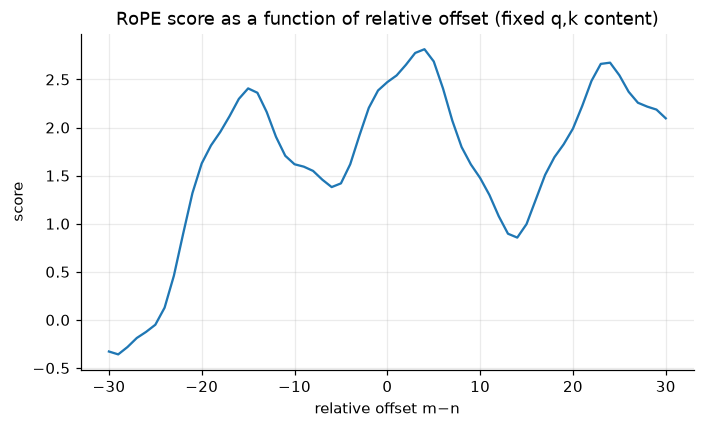 RoPE score as a function of relative offset (fixed q,k content)
score
2.5
2.0
1.5
1.0
0.5
0.0
−0.5
−30 −20 −10 0 10 20 30
relative offset m−n